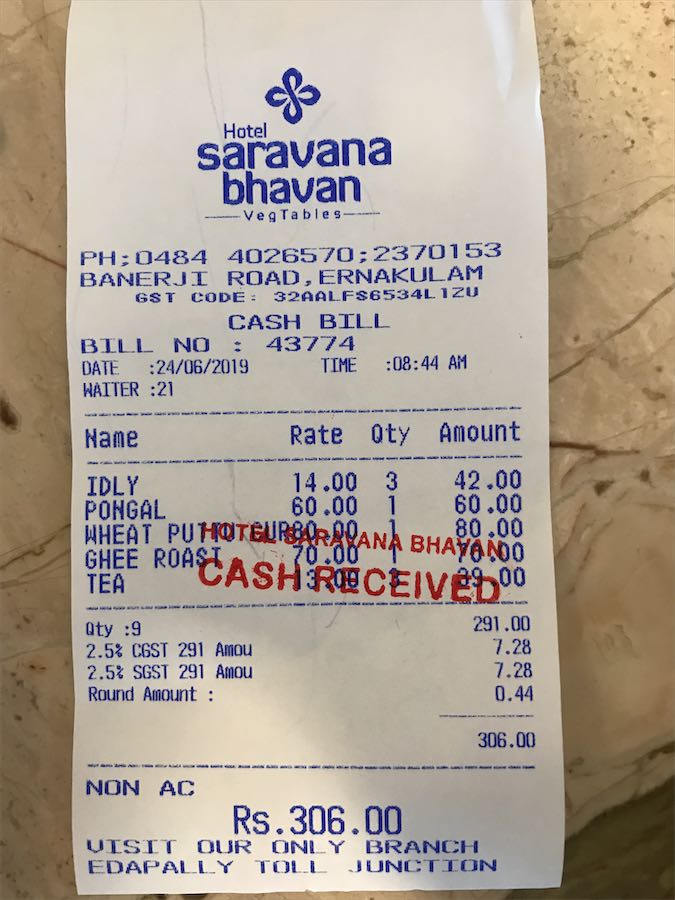 Hotel
saravana
bhavan
VegTables
PH;0484 4026570;2370153
BANERJI ROAD,ERNAKULAM
GST CODE: 32AALFS6534L1ZU
CASH BILL
BILL NO : 43774
DATE :24/06/2019 TIME :08:44 AM
WAITER :21
Name Rate Qty Amount
IDLY 14.00 3 42.00
PONGAL 60.00 1 60.00
WHEAT PUTTU CUR 80.00 1 80.00
GHEE ROAST 70.00 70.00
TEA 13.00 3 39.00
HOTEL SARAVANA BHAVAN
CASH RECEIVED
Qty :9 291.00
2.5% CGST 291 Amou 7.28
2.5% SGST 291 Amou 7.28
Round Amount : 0.44
306.00
NON AC
Rs.306.00
VISIT OUR ONLY BRANCH
EDAPALLY TOLL JUNCTION